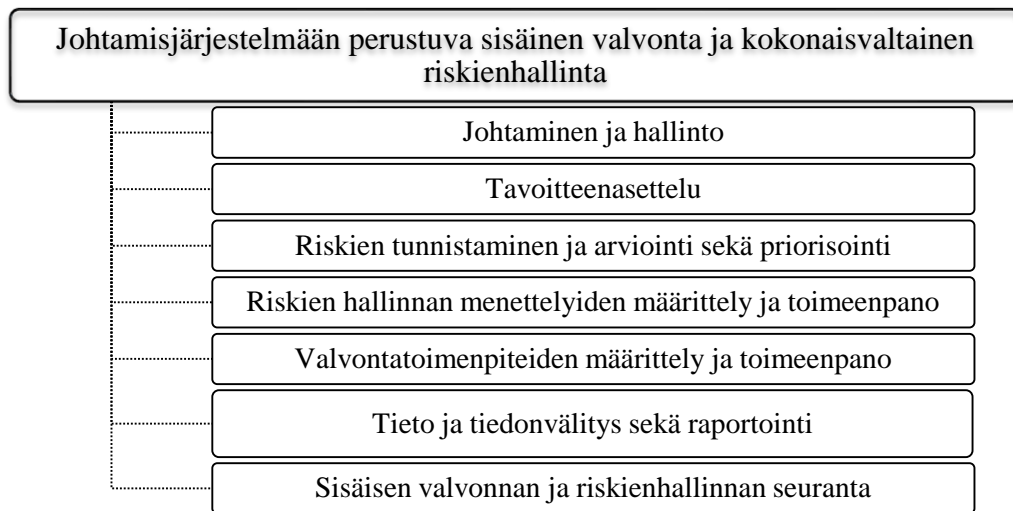 Johtamisjärjestelmään perustuva sisäinen valvonta ja kokonaisvaltainen
riskienhallinta
Johtaminen ja hallinto
Tavoitteenasettelu
Riskien tunnistaminen ja arviointi sekä priorisointi
Riskien hallinnan menettelyiden määrittely ja toimeenpano
Valvontatoimenpiteiden määrittely ja toimeenpano
Tieto ja tiedonvälitys sekä raportointi
Sisäisen valvonnan ja riskienhallinnan seuranta